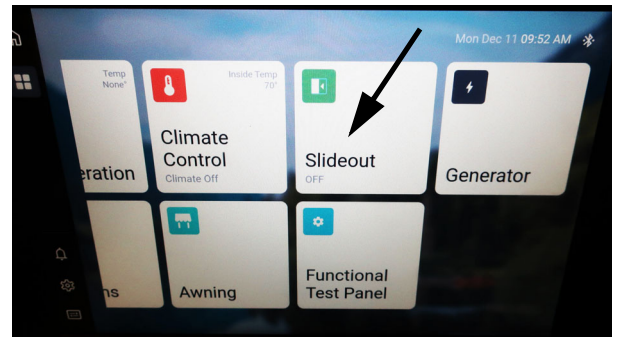 Mon Dec 11 09:52 AM
Temp
None°
eration
Inside Temp
70°
Climate
Control
Climate Off
Slideout
OFF
Generator
ns
Awning
Functional
Test Panel